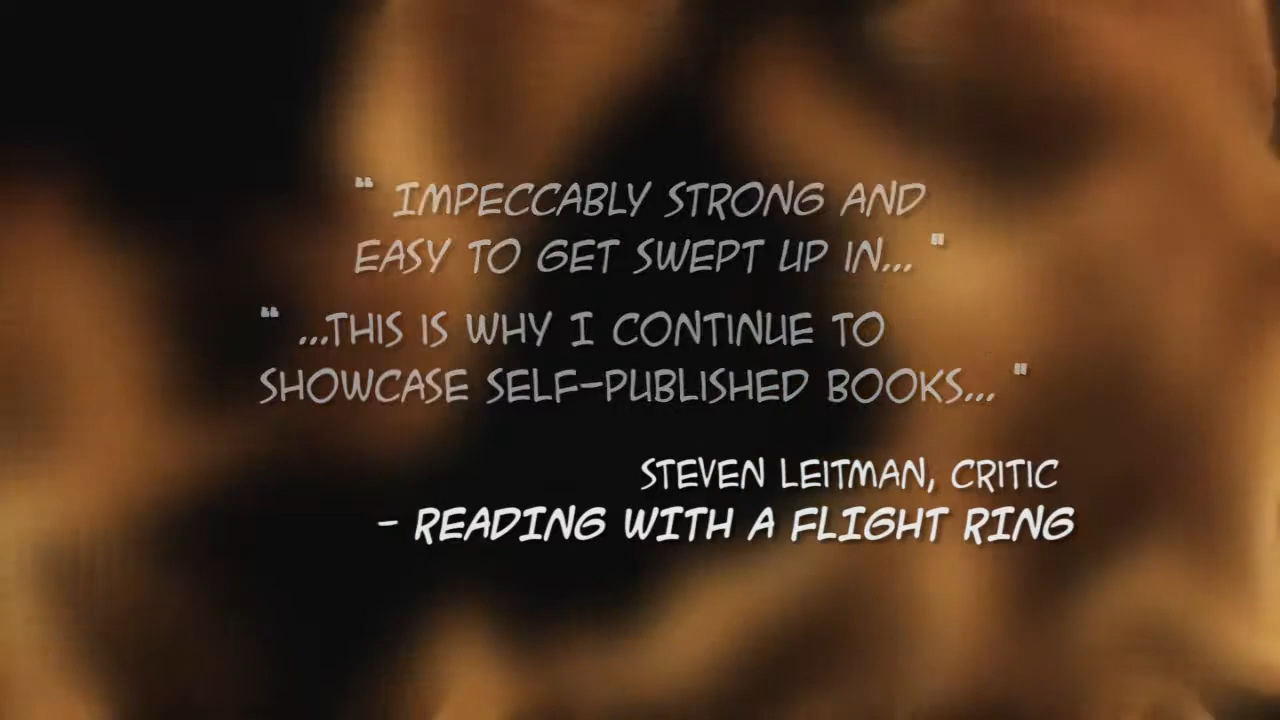 “ IMPECCABLY STRONG AND
EASY TO GET SWEPT UP IN... "
“ ...THIS IS WHY I CONTINUE TO
SHOWCASE SELF-PUBLISHED BOOKS... "
STEVEN LEITMAN, CRITIC
- READING WITH A FLIGHT RING